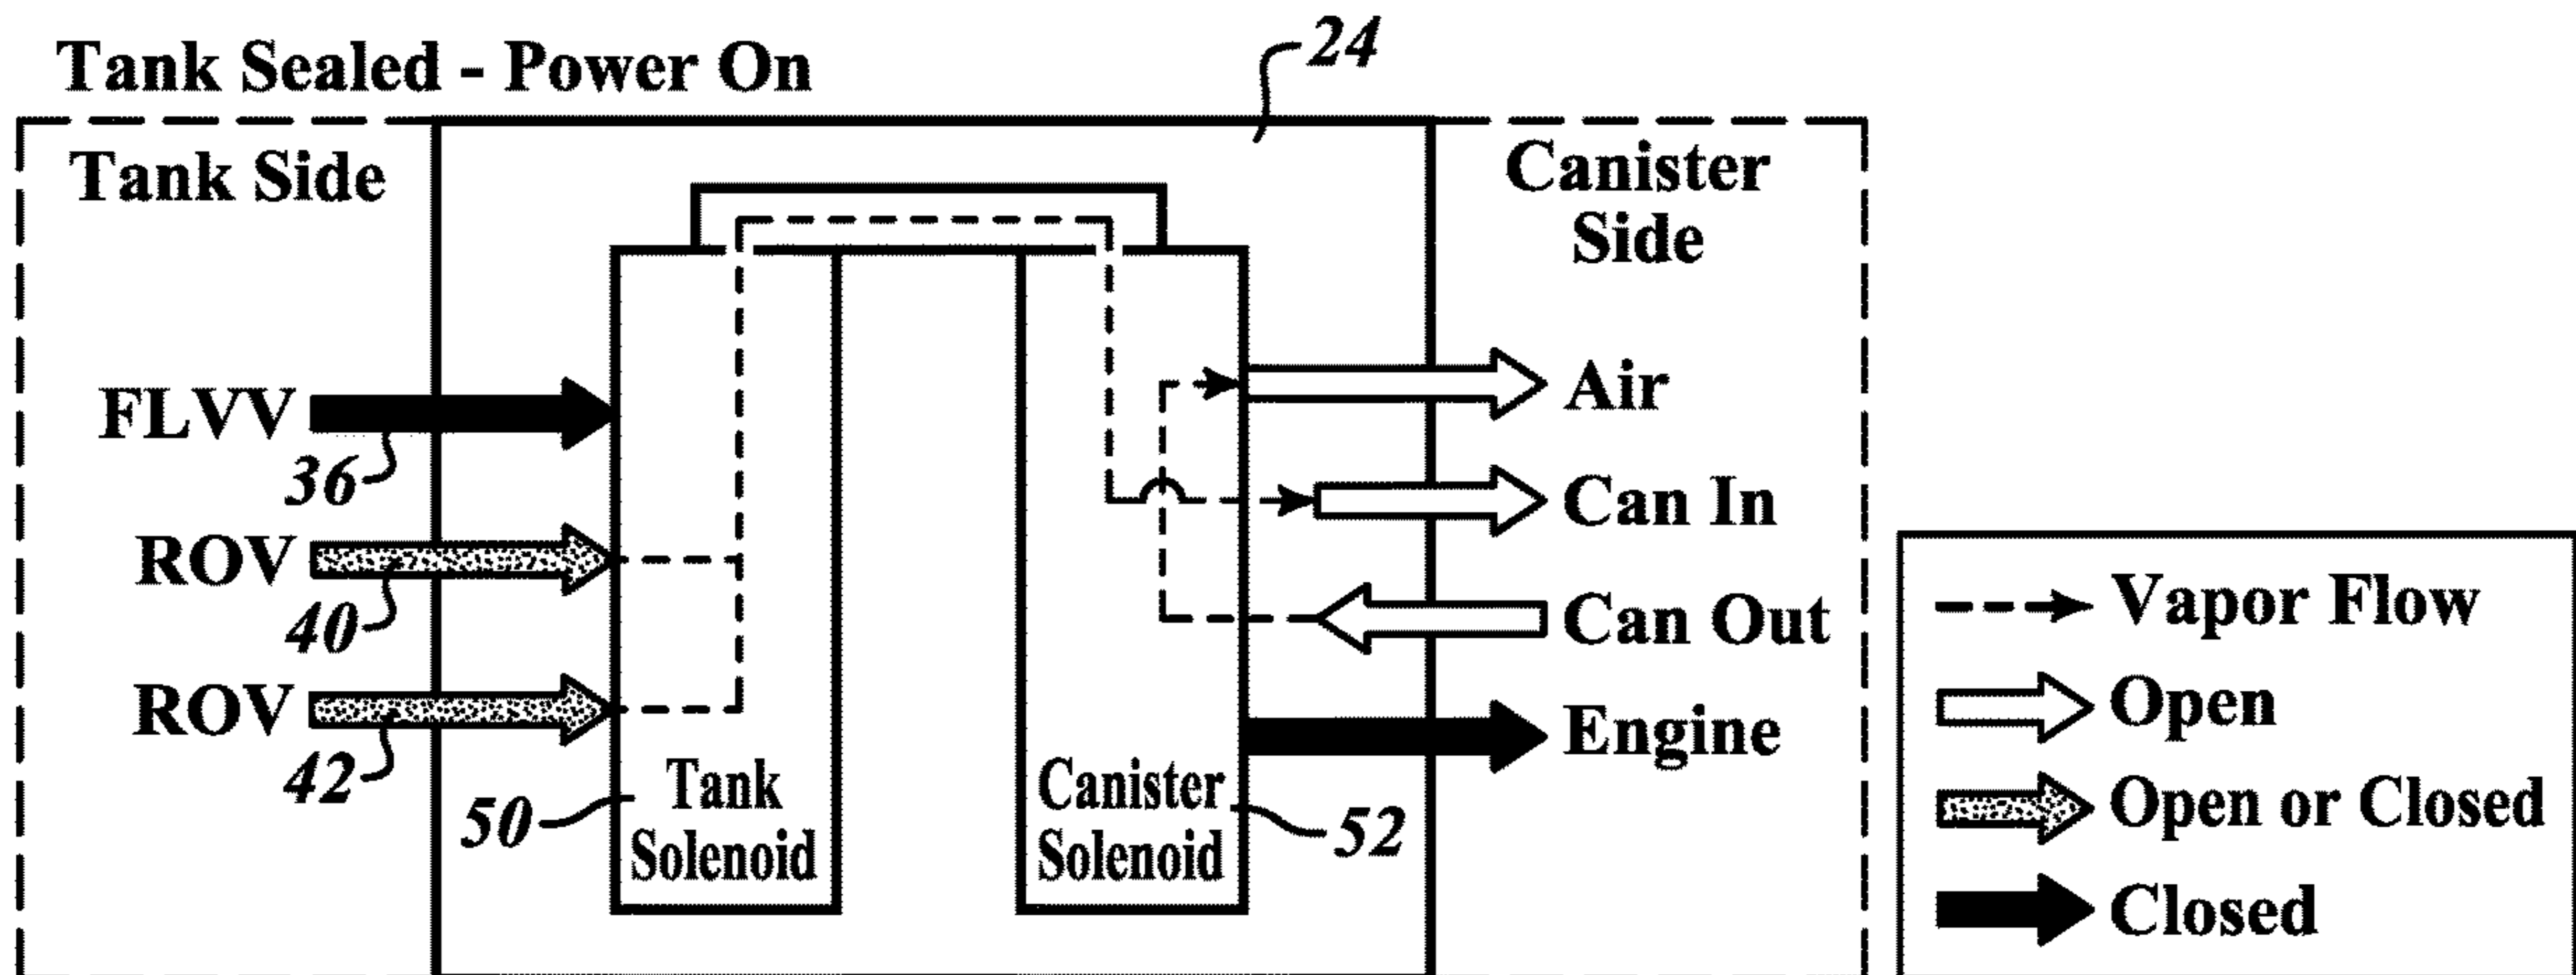 24
Tank Sealed - Power On
Tank Side
Canister
Side
FLVV
36
ROV
40
ROV
42
50
Tank
Solenoid
Canister
Solenoid
52
Air
Can In
Can Out
Engine
Vapor Flow
Open
Open or Closed
Closed